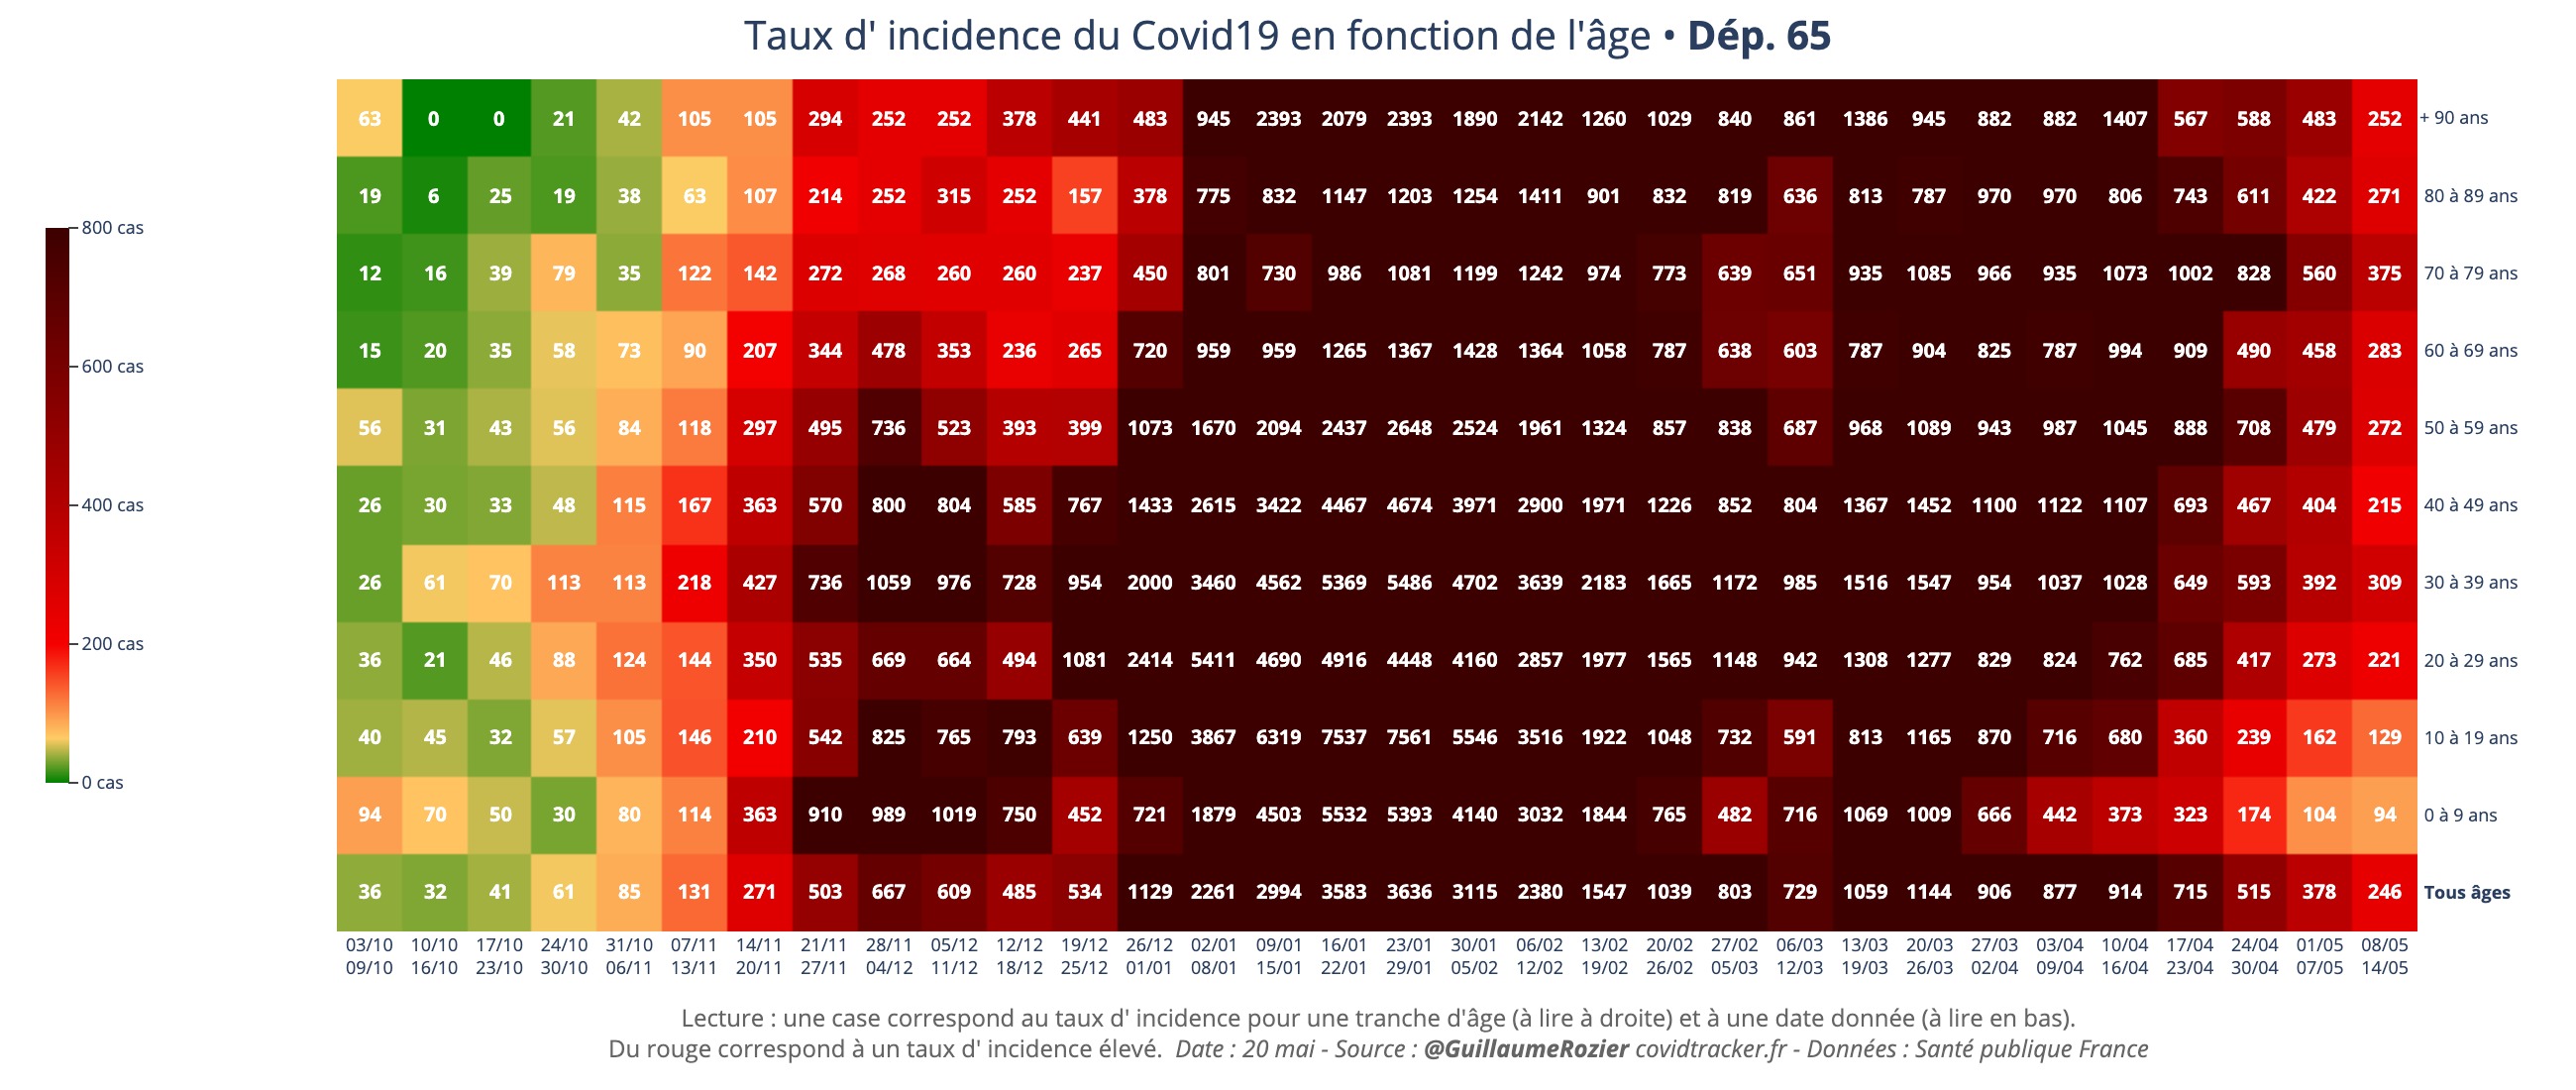 Taux d' incidence du Covid19 en fonction de l'âge • Dép. 65
800 cas
600 cas
400 cas
200 cas
0 cas
63 0 0 21 42 105 105 294 252 252 378 441 483 945 2393 2079 2393 1890 2142 1260 1029 840 861 1386 945 882 882 1407 567 588 483 252 + 90 ans
19 6 25 19 38 63 107 214 252 315 252 157 378 775 832 1147 1203 1254 1411 901 832 819 636 813 787 970 970 806 743 611 422 271 80 à 89 ans
12 16 39 79 35 122 142 272 268 260 260 237 450 801 730 986 1081 1199 1242 974 773 639 651 935 1085 966 935 1073 1002 828 560 375 70 à 79 ans
15 20 35 58 73 90 207 344 478 353 236 265 720 959 959 1265 1367 1428 1364 1058 787 638 603 787 904 825 787 994 909 490 458 283 60 à 69 ans
56 31 43 56 84 118 297 495 736 523 393 399 1073 1670 2094 2437 2648 2524 1961 1324 857 838 687 968 1089 943 987 1045 888 708 479 272 50 à 59 ans
26 30 33 48 115 167 363 570 800 804 585 767 1433 2615 3422 4467 4674 3971 2900 1971 1226 852 804 1367 1452 1100 1122 1107 693 467 404 215 40 à 49 ans
26 61 70 113 113 218 427 736 1059 976 728 954 2000 3460 4562 5369 5486 4702 3639 2183 1665 1172 985 1516 1547 954 1037 1028 649 593 392 309 30 à 39 ans
36 21 46 88 124 144 350 535 669 664 494 1081 2414 5411 4690 4916 4448 4160 2857 1977 1565 1148 942 1308 1277 829 824 762 685 417 273 221 20 à 29 ans
40 45 32 57 105 146 210 542 825 765 793 639 1250 3867 6319 7537 7561 5546 3516 1922 1048 732 591 813 1165 870 716 680 360 239 162 129 10 à 19 ans
94 70 50 30 80 114 363 910 989 1019 750 452 721 1879 4503 5532 5393 4140 3032 1844 765 482 716 1069 1009 666 442 373 323 174 104 94 0 à 9 ans
36 32 41 61 85 131 271 503 667 609 485 534 1129 2261 2994 3583 3636 3115 2380 1547 1039 803 729 1059 1144 906 877 914 715 515 378 246 Tous âges
03/10 10/10 17/10 24/10 31/10 07/11 14/11 21/11 28/11 05/12 12/12 19/12 26/12 02/01 09/01 16/01 23/01 30/01 06/02 13/02 20/02 27/02 06/03 13/03 20/03 27/03 03/04 10/04 17/04 24/04 01/05 08/05
09/10 16/10 23/10 30/10 06/11 13/11 20/11 27/11 04/12 11/12 18/12 25/12 01/01 08/01 15/01 22/01 29/01 05/02 12/02 19/02 26/02 05/03 12/03 19/03 26/03 02/04 09/04 16/04 23/04 30/04 07/05 14/05
Lecture : une case correspond au taux d' incidence pour une tranche d'âge (à lire à droite) et à une date donnée (à lire en bas).
Du rouge correspond à un taux d' incidence élevé. Date : 20 mai - Source : @GuillaumeRozier covidtracker.fr - Données : Santé publique France